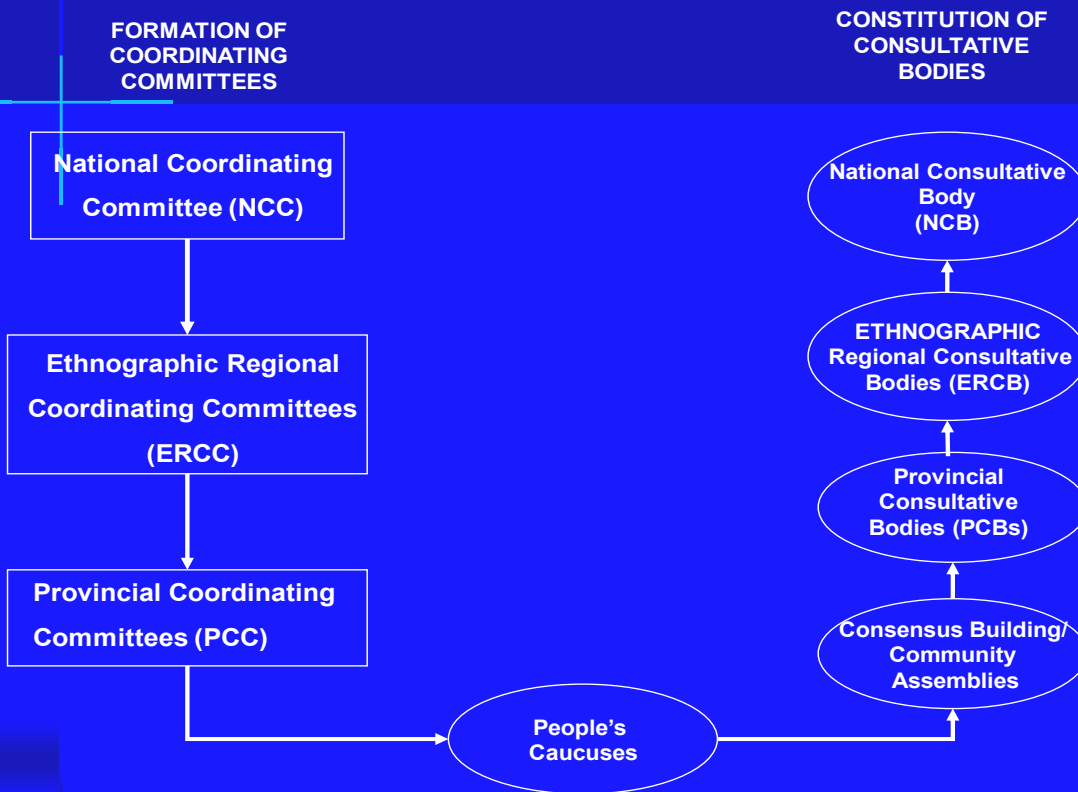 FORMATION OF
COORDINATING
COMMITTEES
CONSTITUTION OF
CONSULTATIVE
BODIES
National Coordinating
Committee (NCC)
Ethnographic Regional
Coordinating Committees
(ERCC)
Provincial Coordinating
Committees (PCC)
People’s
Caucuses
National Consultative
Body
(NCB)
ETHNOGRAPHIC
Regional Consultative
Bodies (ERCB)
Provincial
Consultative
Bodies (PCBs)
Consensus Building/
Community
Assemblies